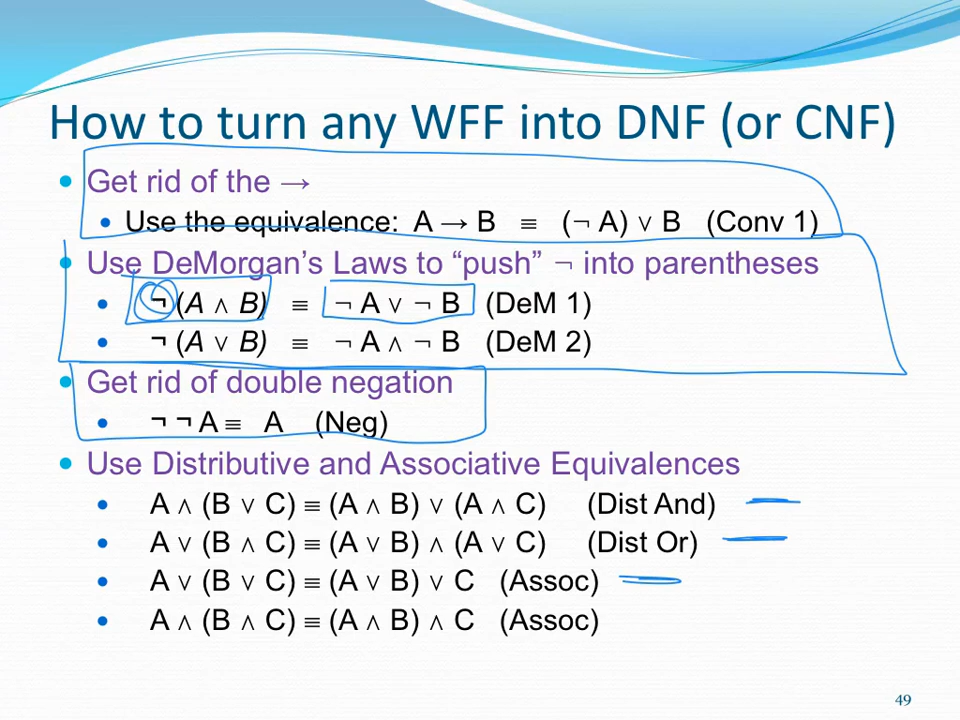 How to turn any WFF into DNF (or CNF)
• Get rid of the →
• Use the equivalence: A → B ≡ (¬ A) ∨ B (Conv 1)
• Use DeMorgan’s Laws to “push” ¬ into parentheses
• ¬ (A ∧ B) ≡ ¬ A ∨ ¬ B (DeM 1)
• ¬ (A ∨ B) ≡ ¬ A ∧ ¬ B (DeM 2)
• Get rid of double negation
• ¬ ¬ A ≡ A (Neg)
• Use Distributive and Associative Equivalences
• A ∧ (B ∨ C) ≡ (A ∧ B) ∨ (A ∧ C) (Dist And)
• A ∨ (B ∧ C) ≡ (A ∨ B) ∧ (A ∨ C) (Dist Or)
• A ∨ (B ∨ C) ≡ (A ∨ B) ∨ C (Assoc)
• A ∧ (B ∧ C) ≡ (A ∧ B) ∧ C (Assoc)
49